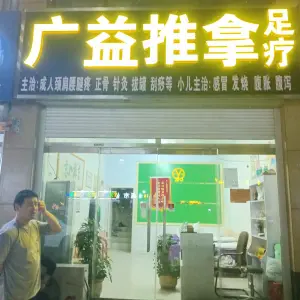 广益推拿 足疗
主治:成人颈肩腰腿疼 正骨 针灸 拔罐 刮痧等 小儿主治:感冒 发烧 腹胀 腹泻